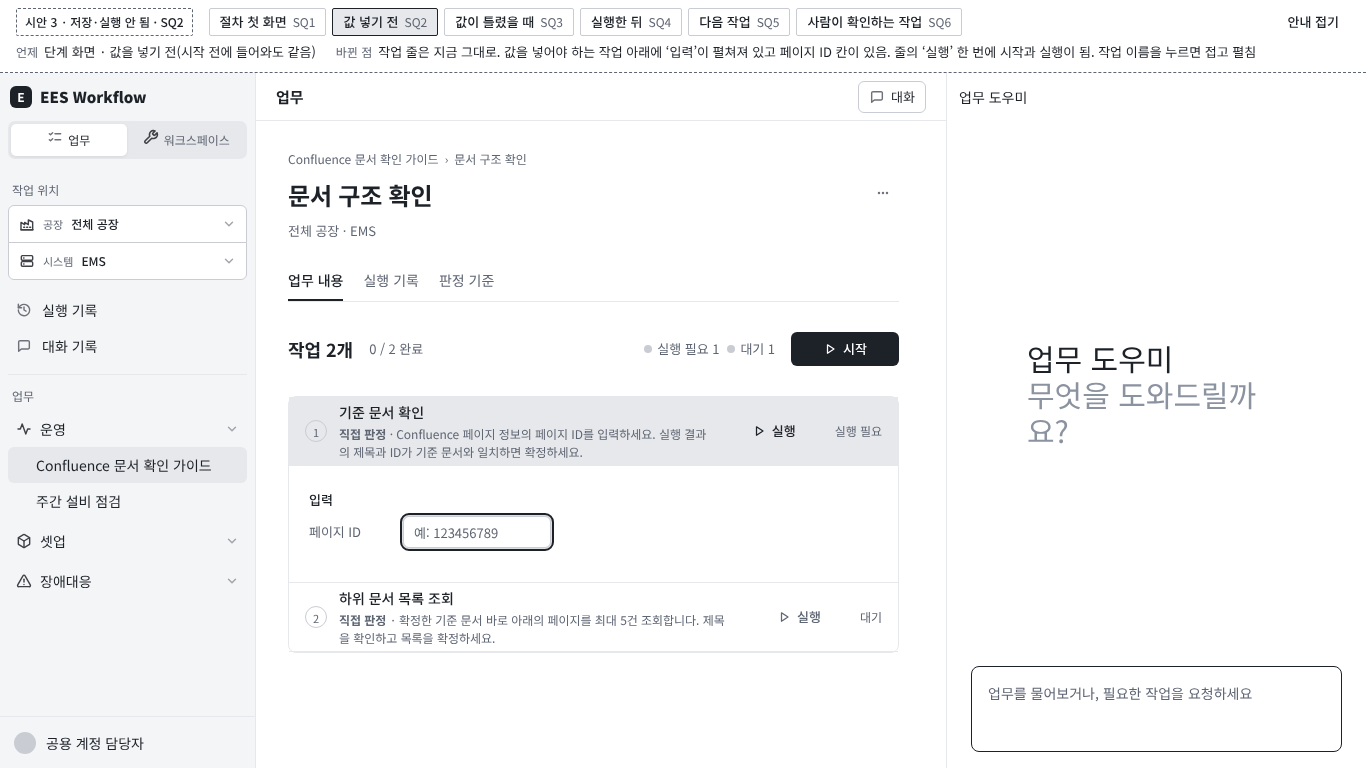 시안 3 · 저장·실행 안 됨 · SQ2
절차 첫 화면 SQ1
값 넣기 전 SQ2
값이 틀렸을 때 SQ3
실행한 뒤 SQ4
다음 작업 SQ5
사람이 확인하는 작업 SQ6
안내 접기
언제 단계 화면 · 값을 넣기 전(시작 전에 들어와도 같음) 바뀐 점 작업 줄은 지금 그대로. 값을 넣어야 하는 작업 아래에 ‘입력’이 펼쳐져 있고 페이지 ID 칸이 있음. 줄의 ‘실행’ 한 번에 시작과 실행이 됨. 작업 이름을 누르면 접고 펼침
E EES Workflow
업무
워크스페이스
작업 위치
공장 전체 공장
시스템 EMS
실행 기록
대화 기록
업무
운영
Confluence 문서 확인 가이드
주간 설비 점검
셋업
장애대응
공용 계정 담당자
업무
대화
Confluence 문서 확인 가이드 › 문서 구조 확인
문서 구조 확인
···
전체 공장 · EMS
업무 내용
실행 기록
판정 기준
작업 2개 0 / 2 완료
실행 필요 1 대기 1
시작
1
기준 문서 확인
직접 판정 · Confluence 페이지 정보의 페이지 ID를 입력하세요. 실행 결과
의 제목과 ID가 기준 문서와 일치하면 확정하세요.
실행
실행 필요
입력
페이지 ID
예: 123456789
2
하위 문서 목록 조회
직접 판정 · 확정한 기준 문서 바로 아래의 페이지를 최대 5건 조회합니다. 제목
을 확인하고 목록을 확정하세요.
실행
대기
업무 도우미
업무 도우미
무엇을 도와드릴까
요?
업무를 물어보거나, 필요한 작업을 요청하세요